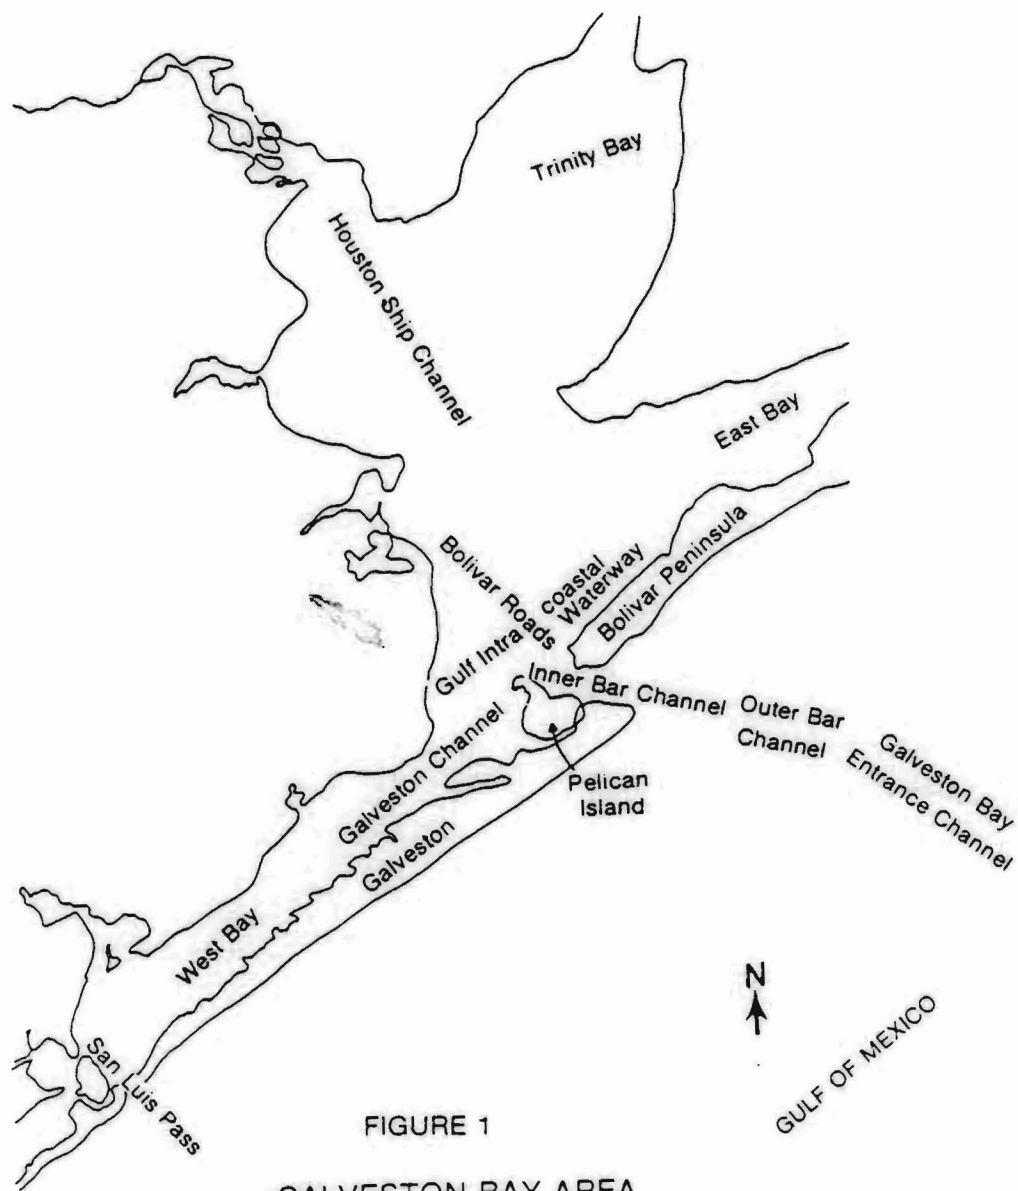 Trinity Bay
Houston Ship Channel
East Bay
Bolivar Roads
Gulf Intra coastal
Waterway
Bolivar Peninsula
Inner Bar Channel
Outer Bar
Channel
Galveston Bay
Entrance Channel
Galveston Channel
Pelican
Island
Galveston
West Bay
San Luis Pass
N
GULF OF MEXICO
FIGURE 1
GALVESTON BAY AREA